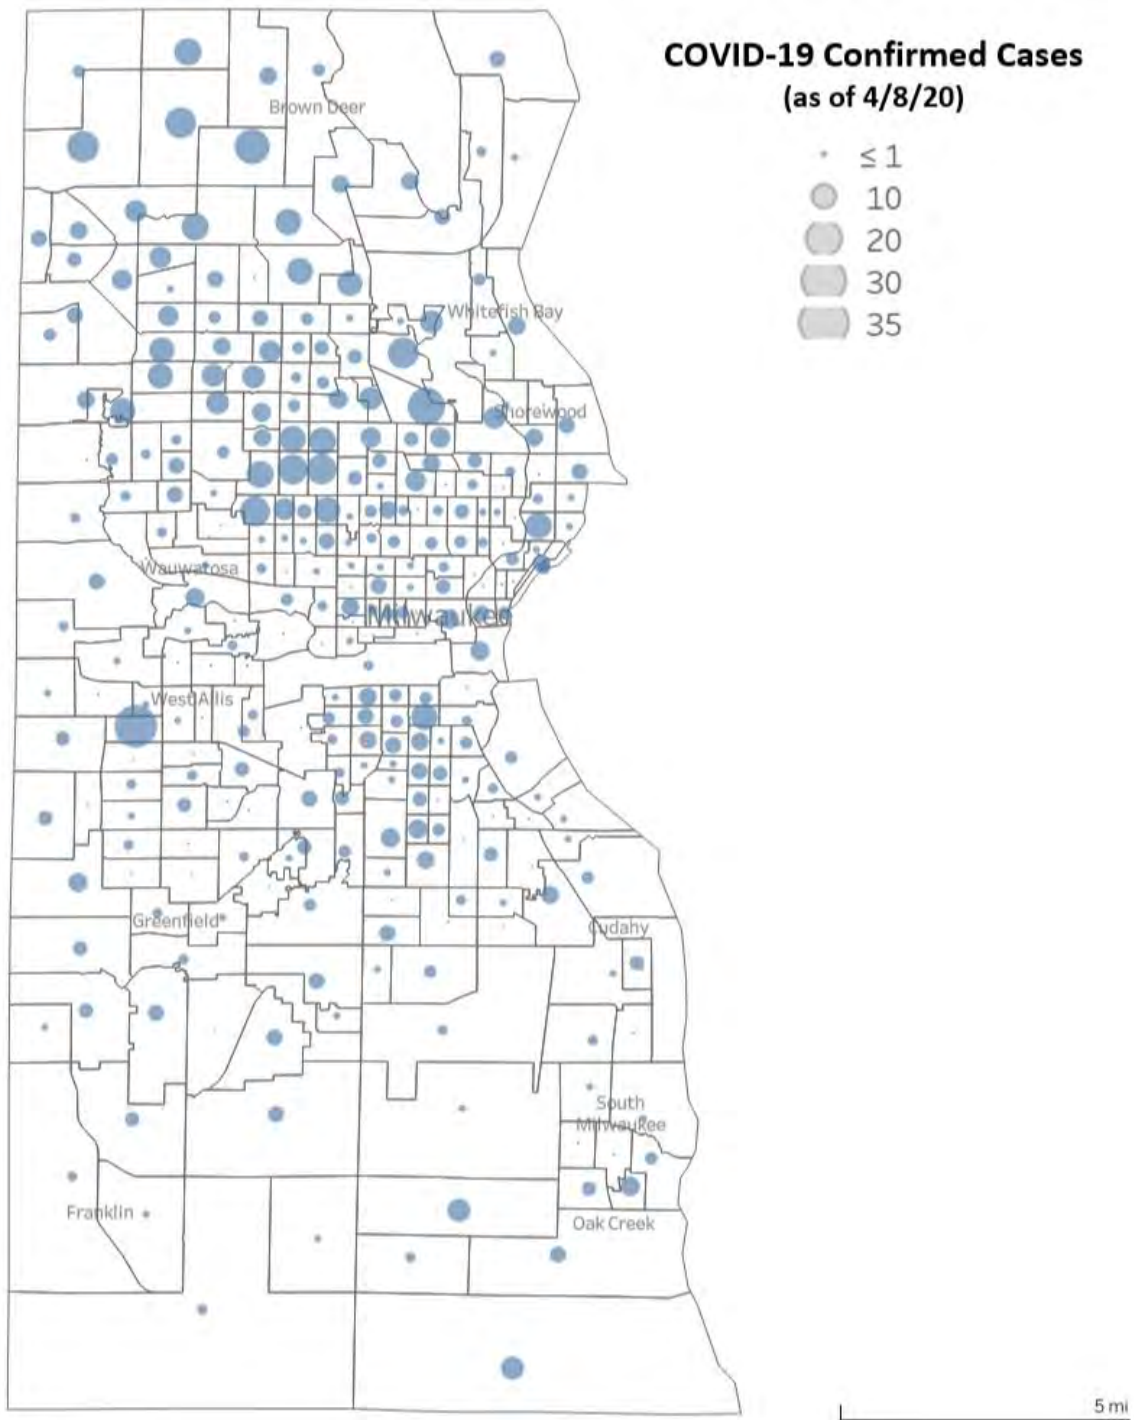 COVID-19 Confirmed Cases
(as of 4/8/20)
≤ 1
10
20
30
35
Brown Deer
Whitefish Bay
Shorewood
Wauwatosa
Milwaukee
West Allis
Greenfield*
Cudahy
South
Milwaukee
Franklin
Oak Creek
5 mi